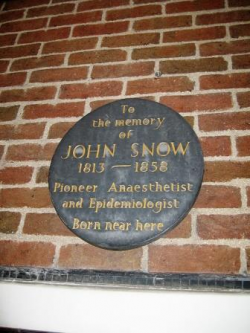 To
the memory
of
JOHN SNOW
1813 — 1858
Pioneer Anaesthetist
and Epidemiologist
Born near here